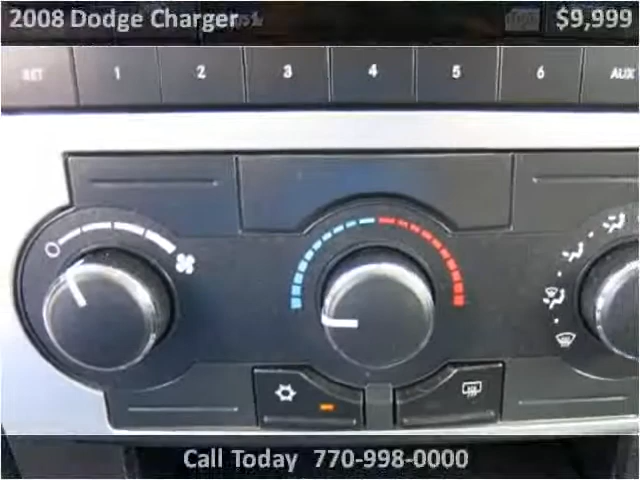 2008 Dodge Charger $9,999
SET 1 2 3 4 5 6 AUX
Call Today 770-998-0000